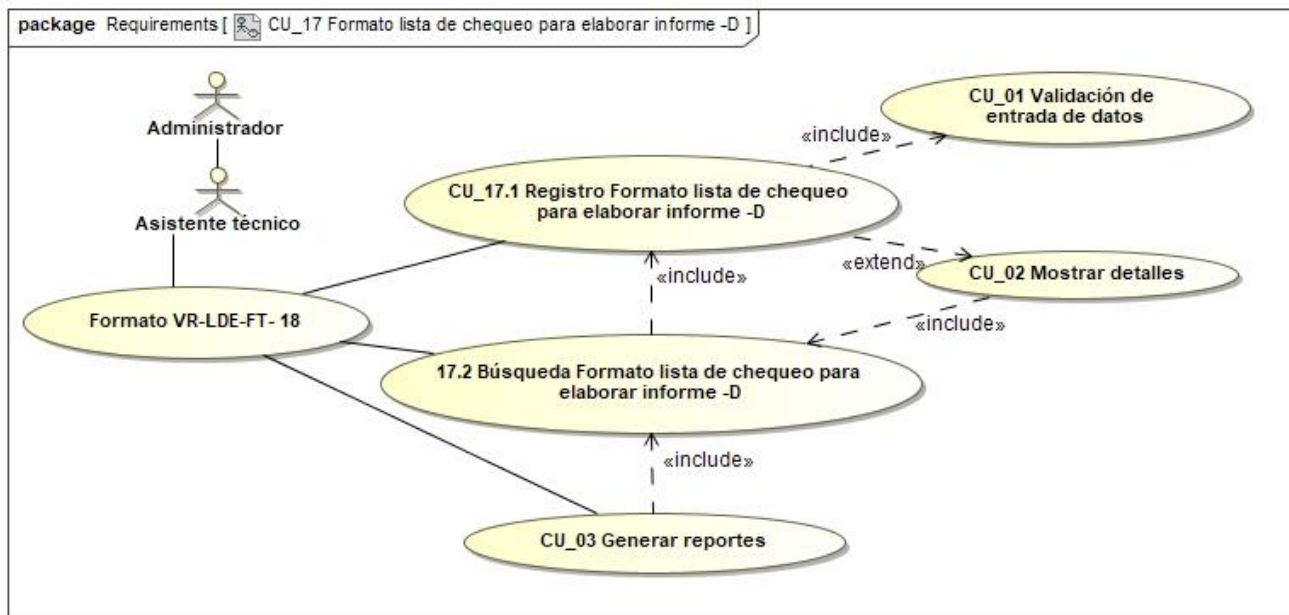 package Requirements [ CU_17 Formato lista de chequeo para elaborar informe -D ]
Administrador
Asistente técnico
Formato VR-LDE-FT- 18
CU_01 Validación de
entrada de datos
«include»
CU_17.1 Registro Formato lista de chequeo
para elaborar informe -D
«extend»
CU_02 Mostrar detalles
«include»
«include»
17.2 Búsqueda Formato lista de chequeo para
elaborar informe -D
«include»
CU_03 Generar reportes